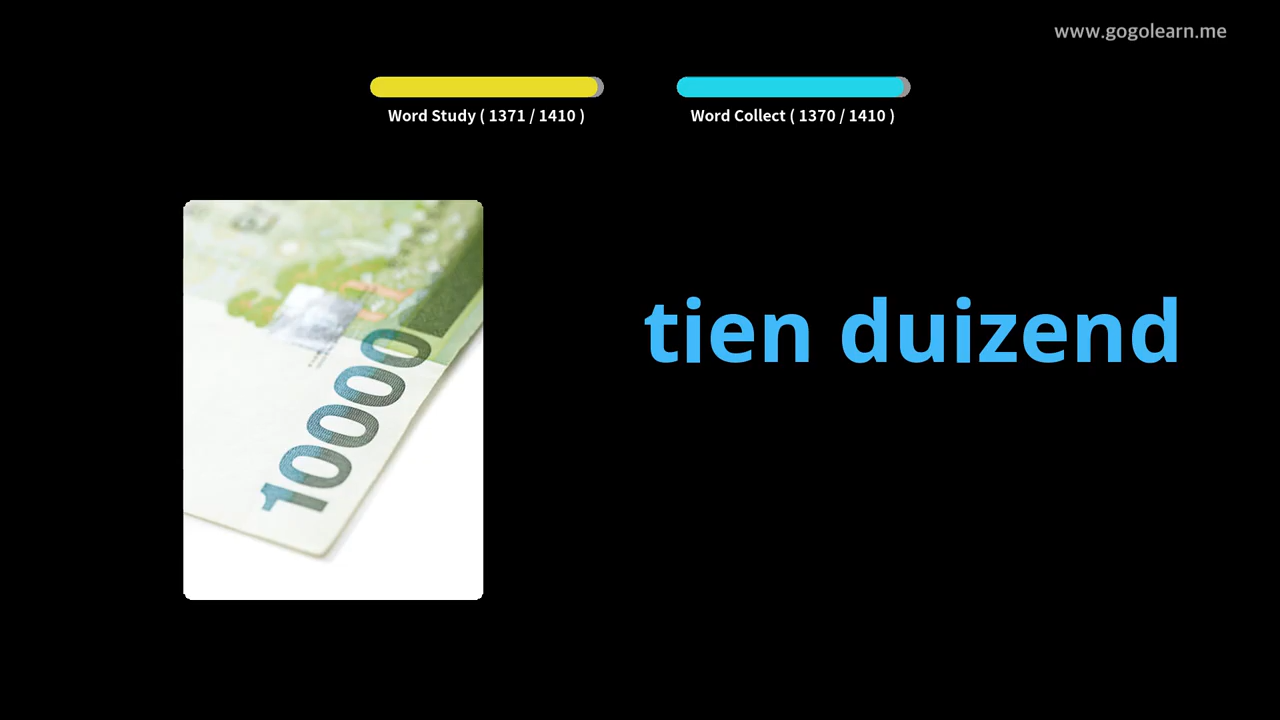 www.gogolearn.me
Word Study ( 1371 / 1410 )
Word Collect ( 1370 / 1410 )
tien duizend
10000